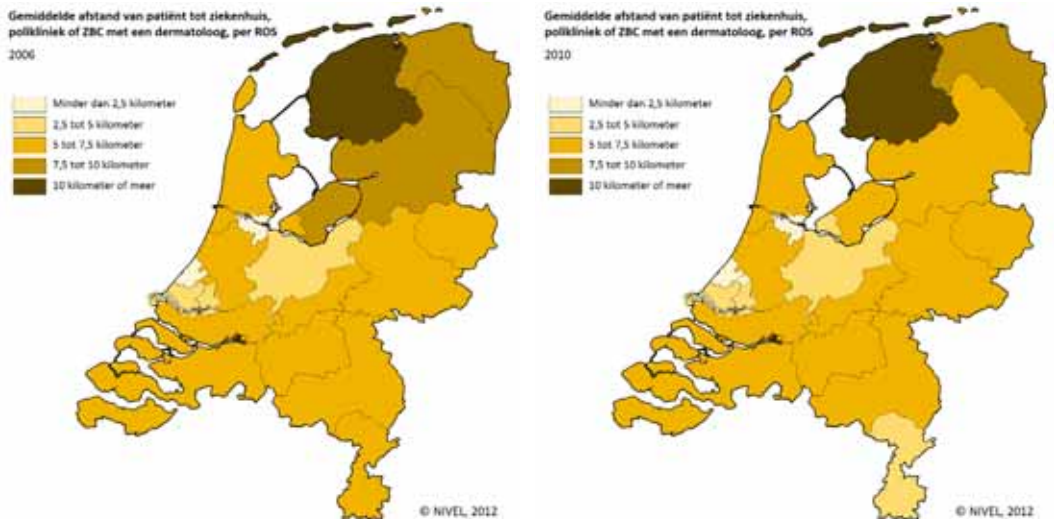 Gemiddelde afstand van patiënt tot ziekenhuis,
polikliniek of ZBC met een dermatoloog, per ROS
2006
Minder dan 2,5 kilometer
2,5 tot 5 kilometer
5 tot 7,5 kilometer
7,5 tot 10 kilometer
10 kilometer of meer
© NIVEL, 2012
Gemiddelde afstand van patiënt tot ziekenhuis,
polikliniek of ZBC met een dermatoloog, per ROS
2010
Minder dan 2,5 kilometer
2,5 tot 5 kilometer
5 tot 7,5 kilometer
7,5 tot 10 kilometer
10 kilometer of meer
© NIVEL, 2012